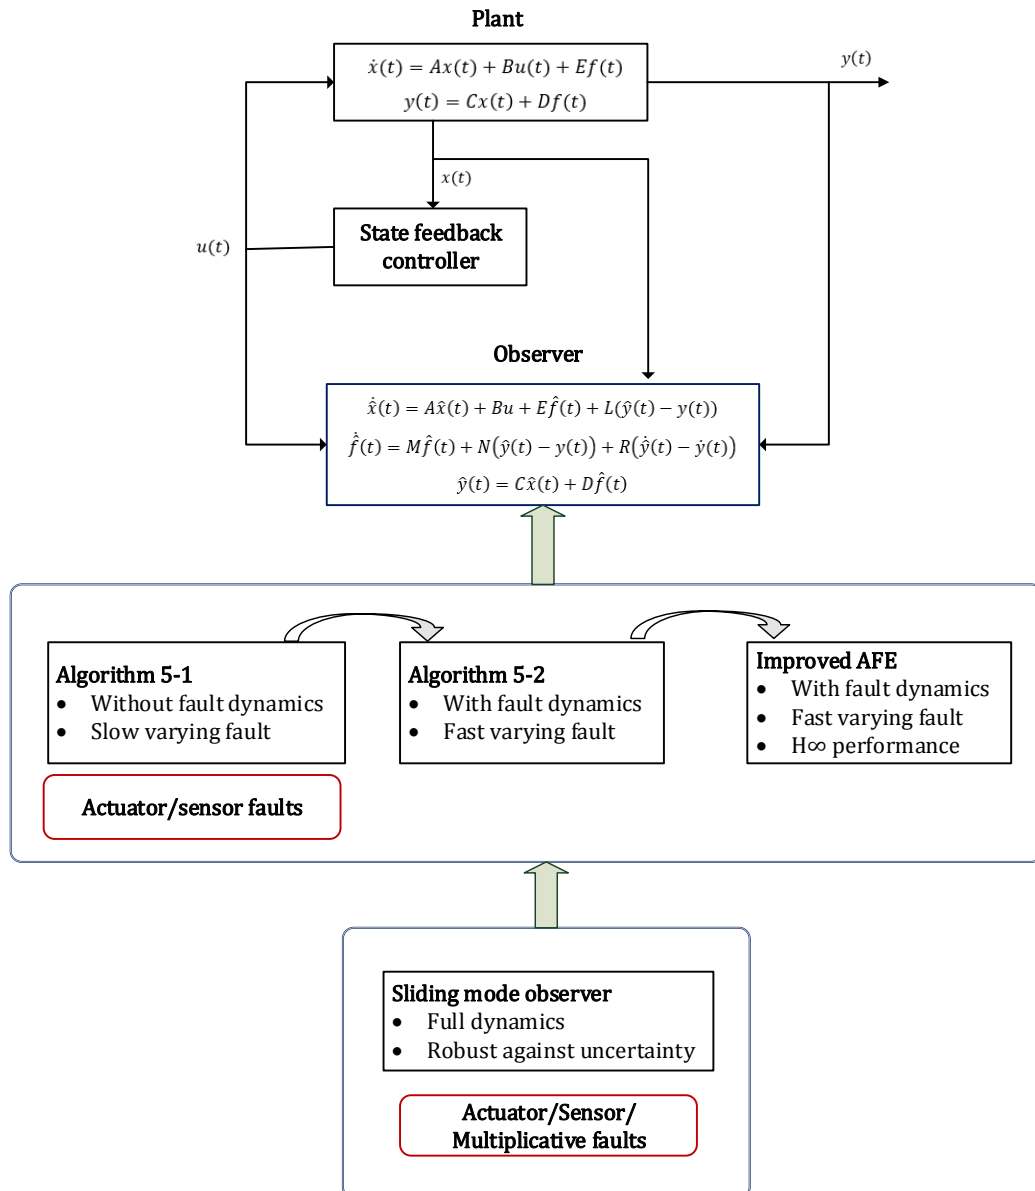 Plant
ẋ(t) = Ax(t) + Bu(t) + Ef(t)
y(t) = Cx(t) + Df(t)
y(t)
x(t)
State feedback
controller
u(t)
Observer
x̂̇(t) = Ax̂(t) + Bu + Ef̂(t) + L(ŷ(t) − y(t))
f̂̇(t) = Mf̂(t) + N(ŷ(t) − y(t)) + R(ŷ̇(t) − ẏ(t))
ŷ(t) = Cx̂(t) + Df̂(t)
Algorithm 5-1
• Without fault dynamics
• Slow varying fault
Actuator/sensor faults
Algorithm 5-2
• With fault dynamics
• Fast varying fault
Improved AFE
• With fault dynamics
• Fast varying fault
• H∞ performance
Sliding mode observer
• Full dynamics
• Robust against uncertainty
Actuator/Sensor/
Multiplicative faults